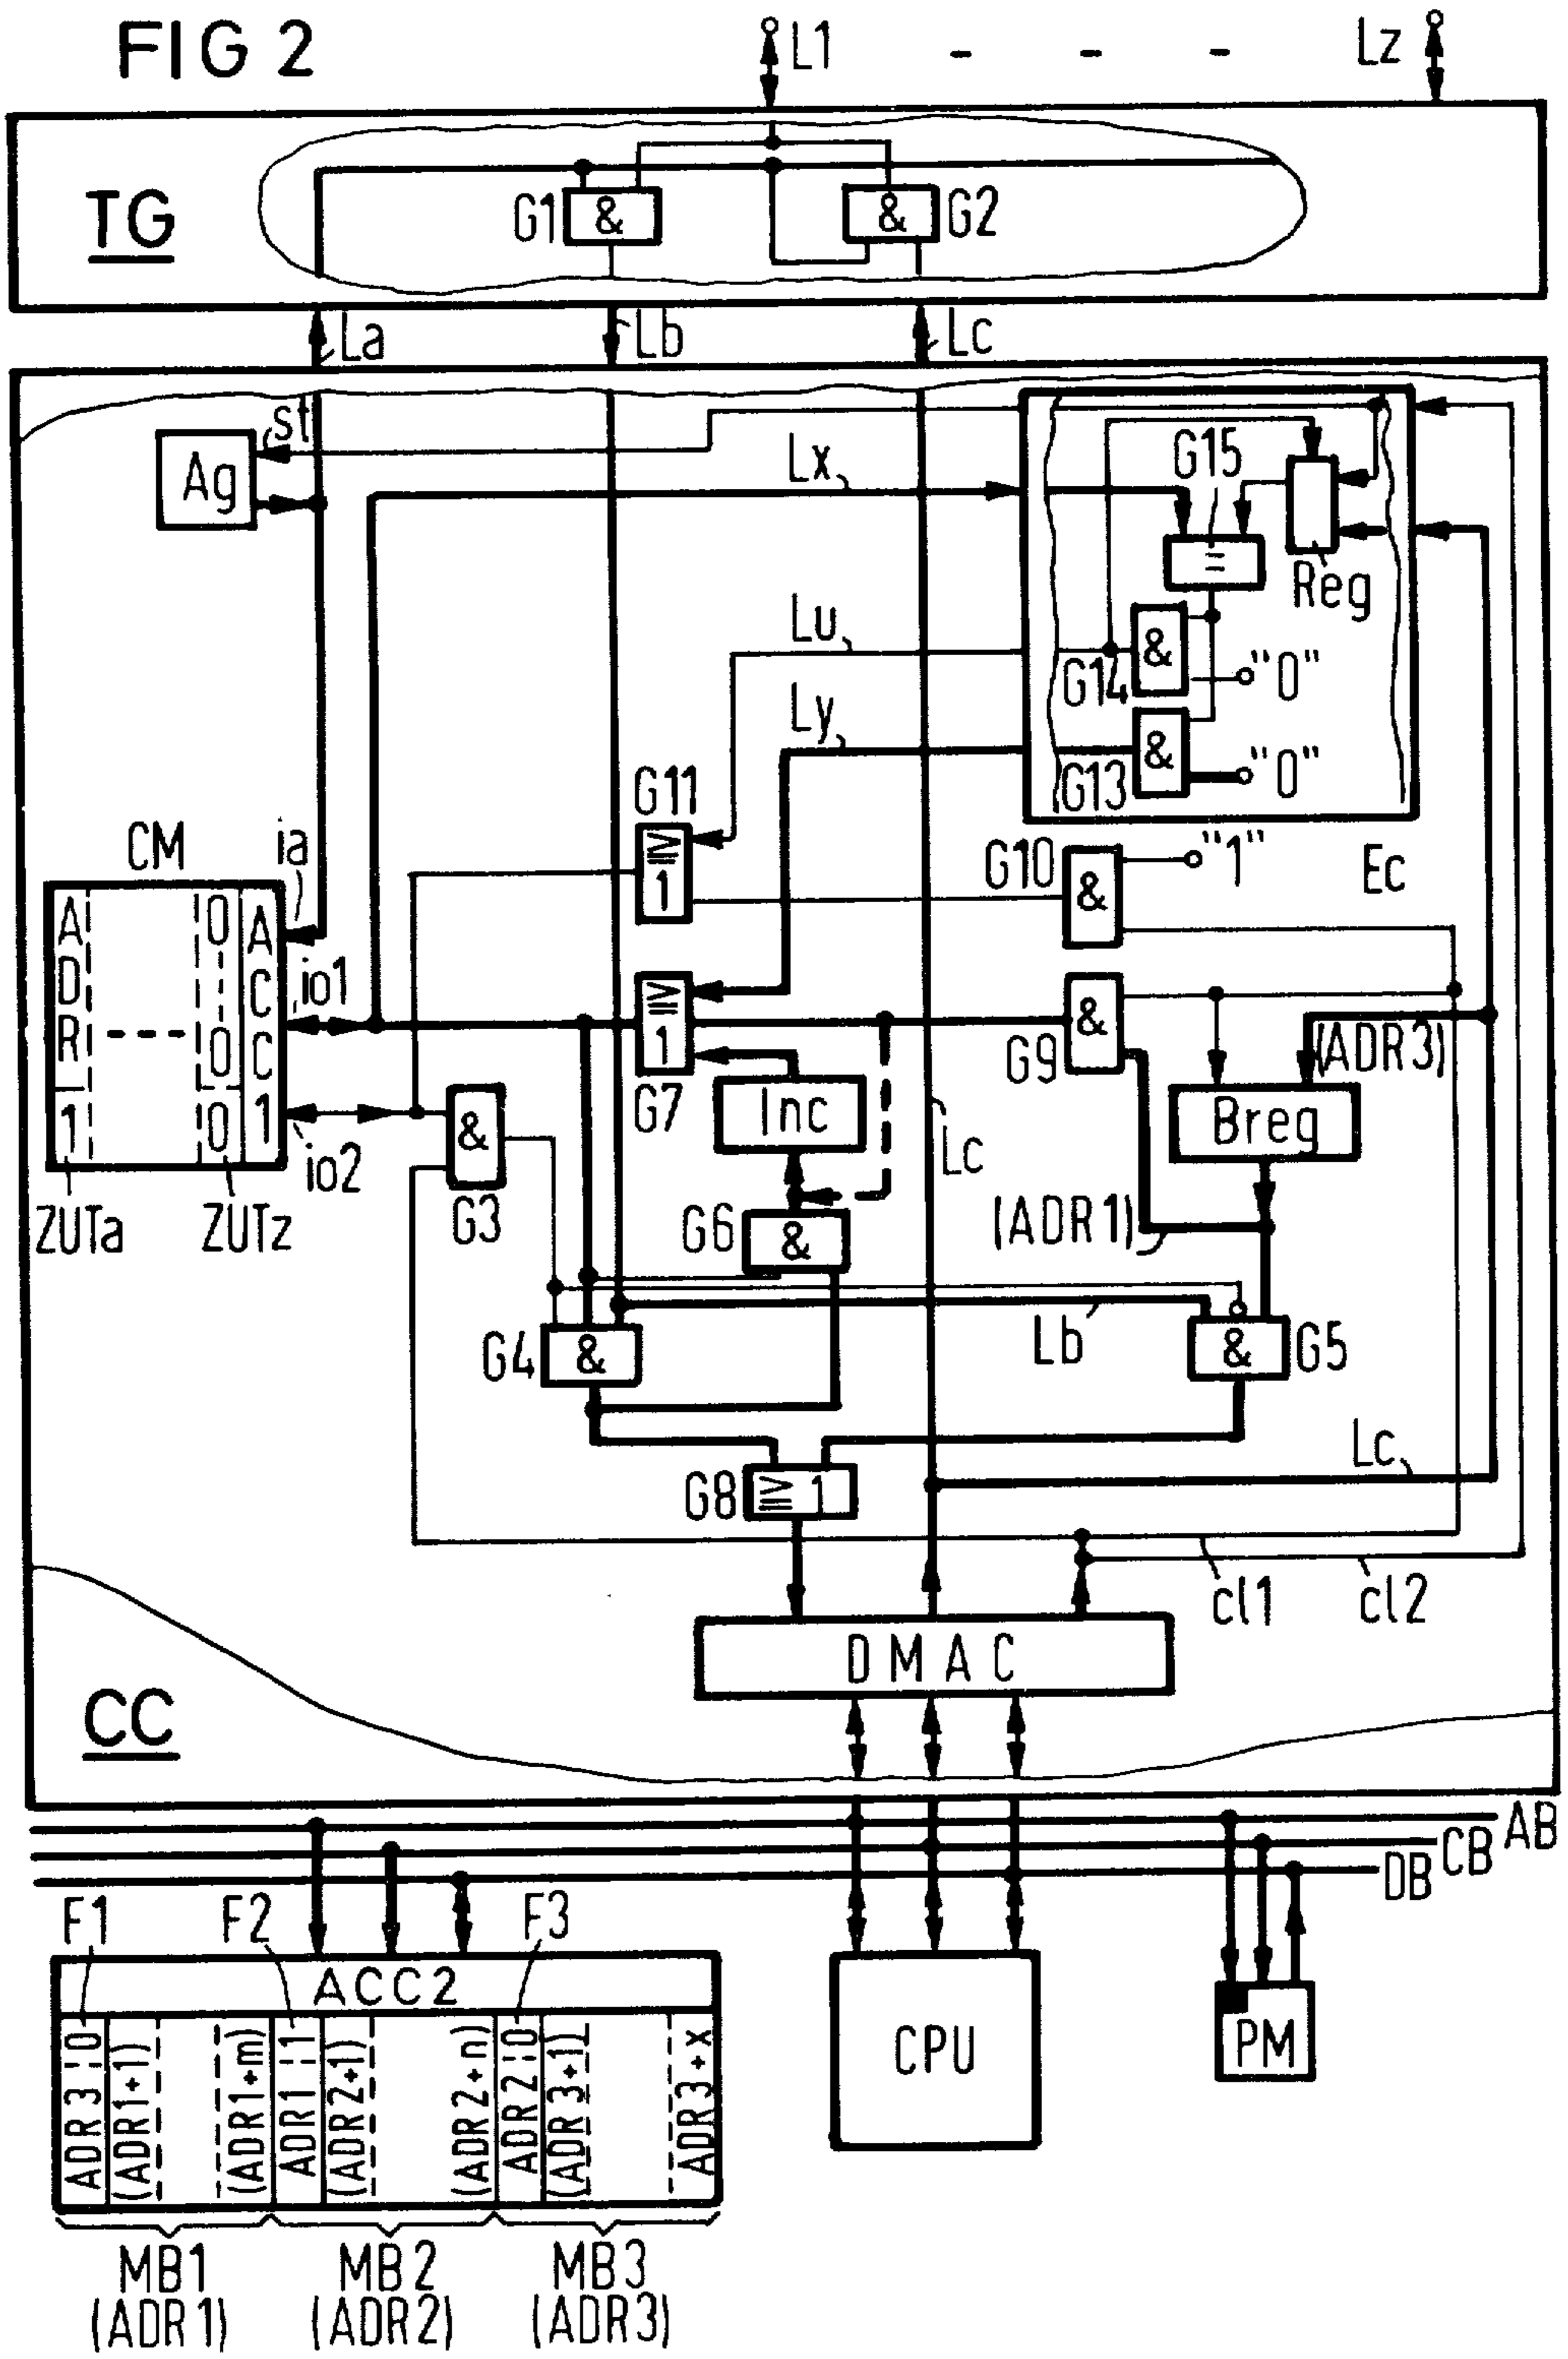 FIG 2
L1 - - - Lz
TG
G1 &
& G2
La Lb Lc
st
Ag
Lx
G15
=
Reg
Lu
G14 & "0"
Ly
G13 & "0"
Ec
G11 ≥ 1
G10 & "1"
CM
ia
ADR 1
- - -
0 0 0
ACC1
io1
io2
ZUTa ZUTz
G7 ≥ 1
G9 &
(ADR3)
Inc
Breg
G3 &
Lc
(ADR1)
G6 &
G4 &
Lb
& G5
Lc
G8 ≥ 1
cl1 cl2
DMAC
CC
AB
CB
DB
F1 F2 F3
ACC2
ADR3 | 0
(ADR1+1)
(ADR1+m)
ADR1 | 1
(ADR2+1)
(ADR2+n)
ADR2 | 0
(ADR3+1)
ADR3+x
CPU
PM
MB1 MB2 MB3
(ADR1) (ADR2) (ADR3)